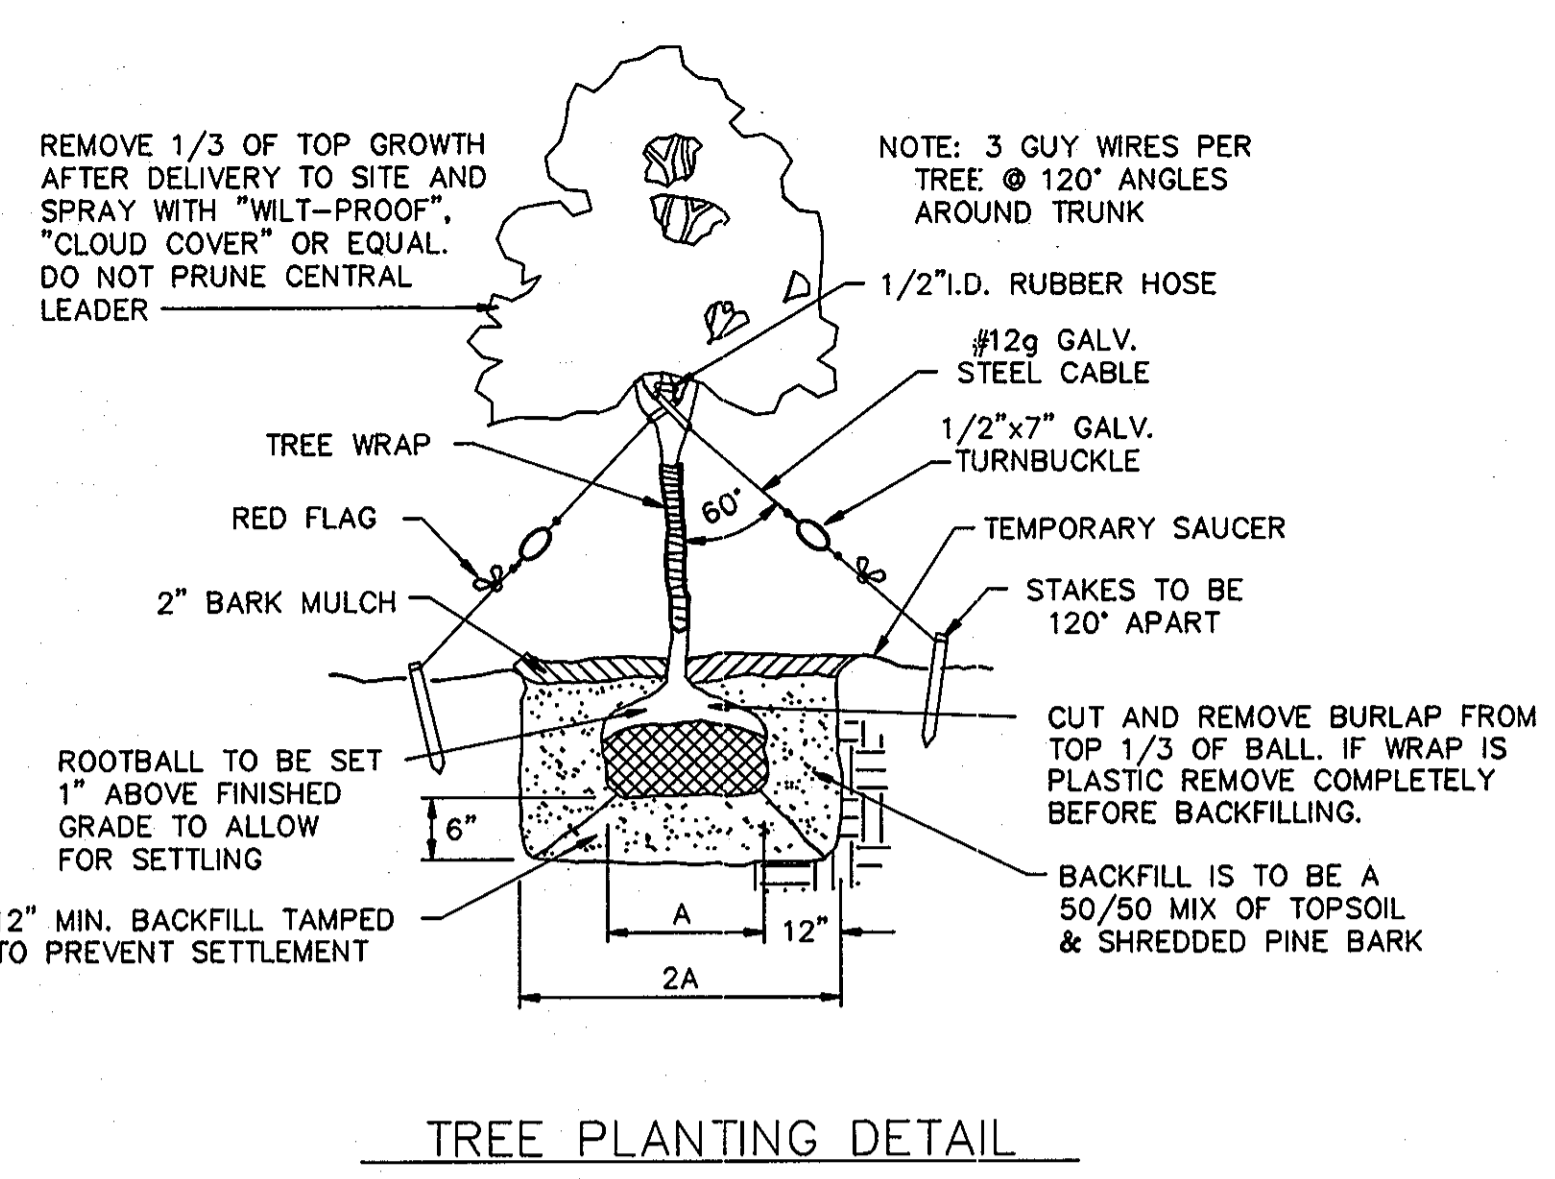 REMOVE 1/3 OF TOP GROWTH
AFTER DELIVERY TO SITE AND
SPRAY WITH "WILT-PROOF",
"CLOUD COVER" OR EQUAL.
DO NOT PRUNE CENTRAL
LEADER
NOTE: 3 GUY WIRES PER
TREE @ 120° ANGLES
AROUND TRUNK
1/2"I.D. RUBBER HOSE
#12g GALV.
STEEL CABLE
1/2"x7" GALV.
TURNBUCKLE
TREE WRAP
60°
RED FLAG
TEMPORARY SAUCER
2" BARK MULCH
STAKES TO BE
120° APART
ROOTBALL TO BE SET
1" ABOVE FINISHED
GRADE TO ALLOW
FOR SETTLING
6"
CUT AND REMOVE BURLAP FROM
TOP 1/3 OF BALL. IF WRAP IS
PLASTIC REMOVE COMPLETELY
BEFORE BACKFILLING.
12" MIN. BACKFILL TAMPED
TO PREVENT SETTLEMENT
A
12"
2A
BACKFILL IS TO BE A
50/50 MIX OF TOPSOIL
& SHREDDED PINE BARK
TREE PLANTING DETAIL